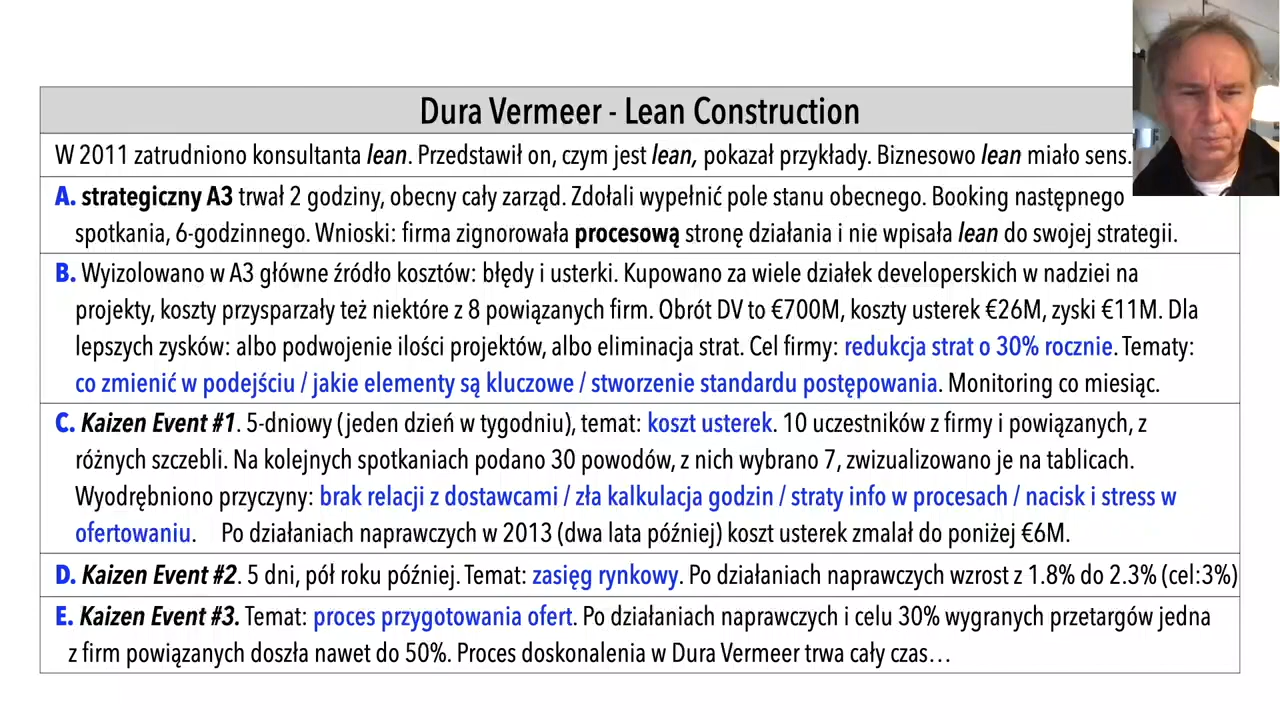 Dura Vermeer - Lean Construction
W 2011 zatrudniono konsultanta lean. Przedstawił on, czym jest lean, pokazał przykłady. Biznesowo lean miało sens.
A. strategiczny A3 trwał 2 godziny, obecny cały zarząd. Zdołali wypełnić pole stanu obecnego. Booking następnego
spotkania, 6-godzinnego. Wnioski: firma zignorowała procesową stronę działania i nie wpisała lean do swojej strategii.
B. Wyizolowano w A3 główne źródło kosztów: błędy i usterki. Kupowano za wiele działek developerskich w nadziei na
projekty, koszty przysparzały też niektóre z 8 powiązanych firm. Obrót DV to €700M, koszty usterek €26M, zyski €11M. Dla
lepszych zysków: albo podwojenie ilości projektów, albo eliminacja strat. Cel firmy: redukcja strat o 30% rocznie. Tematy:
co zmienić w podejściu / jakie elementy są kluczowe / stworzenie standardu postępowania. Monitoring co miesiąc.
C. Kaizen Event #1. 5-dniowy (jeden dzień w tygodniu), temat: koszt usterek. 10 uczestników z firmy i powiązanych, z
różnych szczebli. Na kolejnych spotkaniach podano 30 powodów, z nich wybrano 7, zwizualizowano je na tablicach.
Wyodrębniono przyczyny: brak relacji z dostawcami / zła kalkulacja godzin / straty info w procesach / nacisk i stress w
ofertowaniu. Po działaniach naprawczych w 2013 (dwa lata później) koszt usterek zmalał do poniżej €6M.
D. Kaizen Event #2. 5 dni, pół roku później. Temat: zasięg rynkowy. Po działaniach naprawczych wzrost z 1.8% do 2.3% (cel:3%)
E. Kaizen Event #3. Temat: proces przygotowania ofert. Po działaniach naprawczych i celu 30% wygranych przetargów jedna
z firm powiązanych doszła nawet do 50%. Proces doskonalenia w Dura Vermeer trwa cały czas…